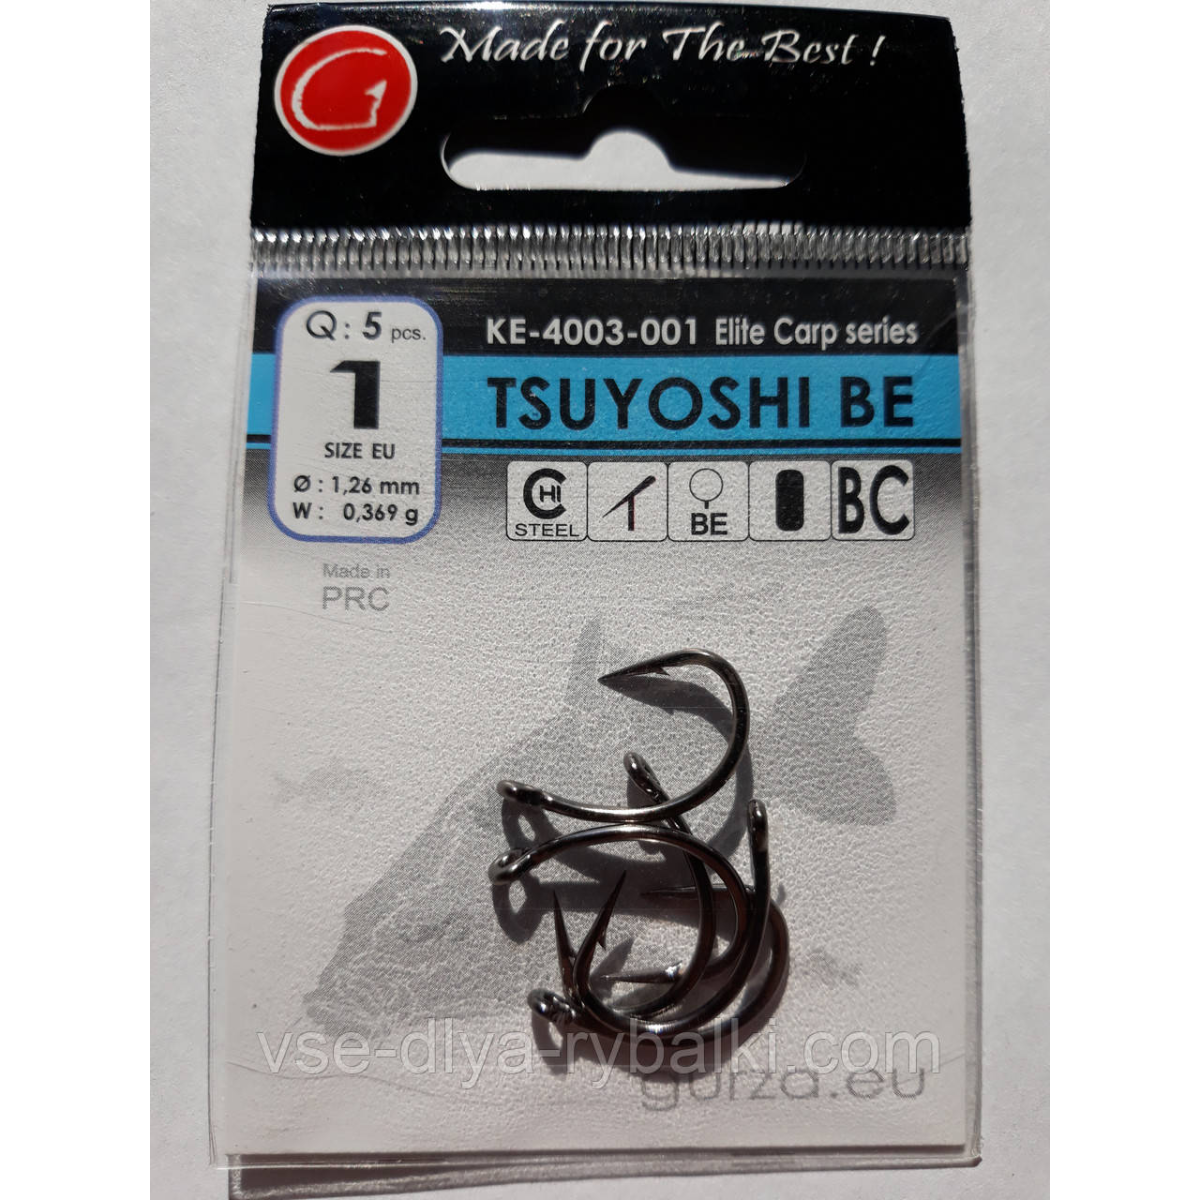 G
Made for The Best !
Q : 5 pcs.
1
SIZE EU
Ø : 1,26 mm
W : 0,369 g
KE-4003-001 Elite Carp series
TSUYOSHI BE
C HI STEEL
BE
BC
Made in
PRC
vse-dlya-rybalki.com
gurza.eu